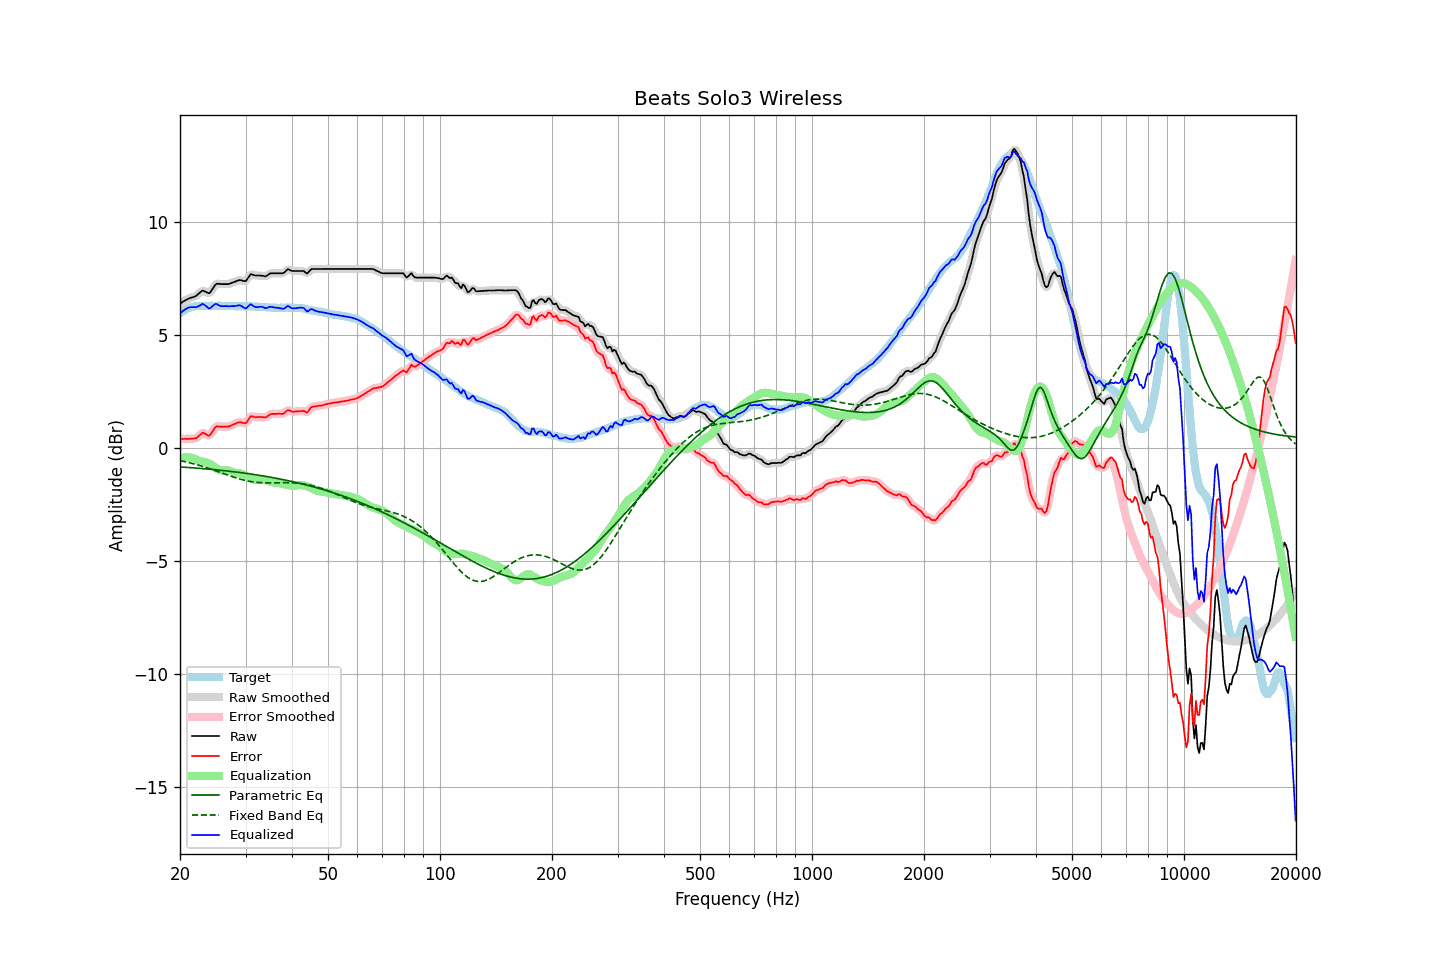 Beats Solo3 Wireless
Amplitude (dBr)
10
5
0
−5
−10
−15
Target
Raw Smoothed
Error Smoothed
Raw
Error
Equalization
Parametric Eq
Fixed Band Eq
Equalized
20 50 100 200 500 1000 2000 5000 10000 20000
Frequency (Hz)